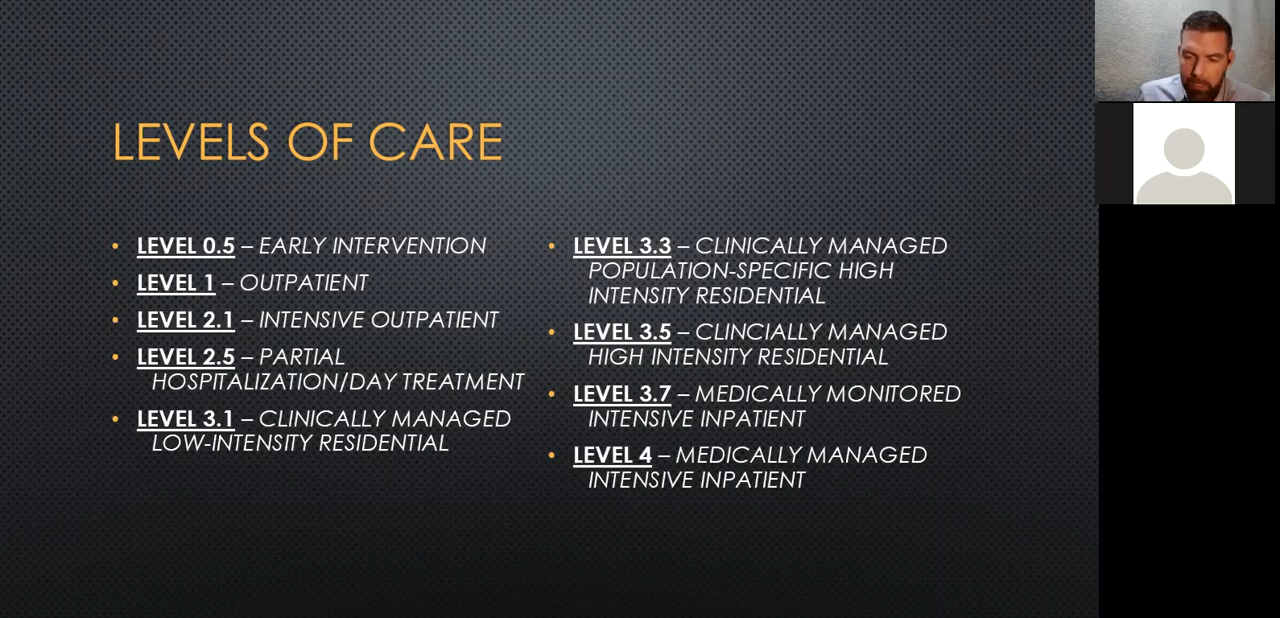 LEVELS OF CARE
• LEVEL 0.5 – EARLY INTERVENTION
• LEVEL 1 – OUTPATIENT
• LEVEL 2.1 – INTENSIVE OUTPATIENT
• LEVEL 2.5 – PARTIAL
HOSPITALIZATION/DAY TREATMENT
• LEVEL 3.1 – CLINICALLY MANAGED
LOW-INTENSITY RESIDENTIAL
• LEVEL 3.3 – CLINICALLY MANAGED
POPULATION-SPECIFIC HIGH
INTENSITY RESIDENTIAL
• LEVEL 3.5 – CLINCIALLY MANAGED
HIGH INTENSITY RESIDENTIAL
• LEVEL 3.7 – MEDICALLY MONITORED
INTENSIVE INPATIENT
• LEVEL 4 – MEDICALLY MANAGED
INTENSIVE INPATIENT